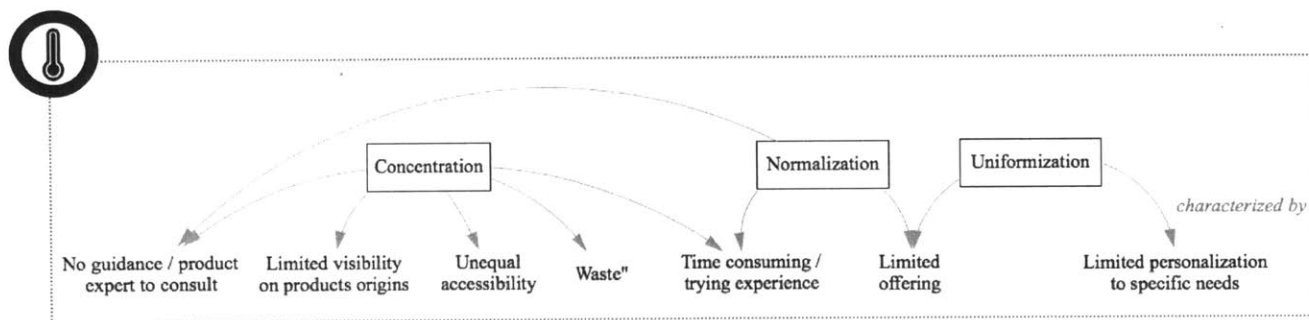 Concentration
Normalization
Uniformization
characterized by
No guidance / product
expert to consult
Limited visibility
on products origins
Unequal
accessibility
Waste"
Time consuming /
trying experience
Limited
offering
Limited personalization
to specific needs